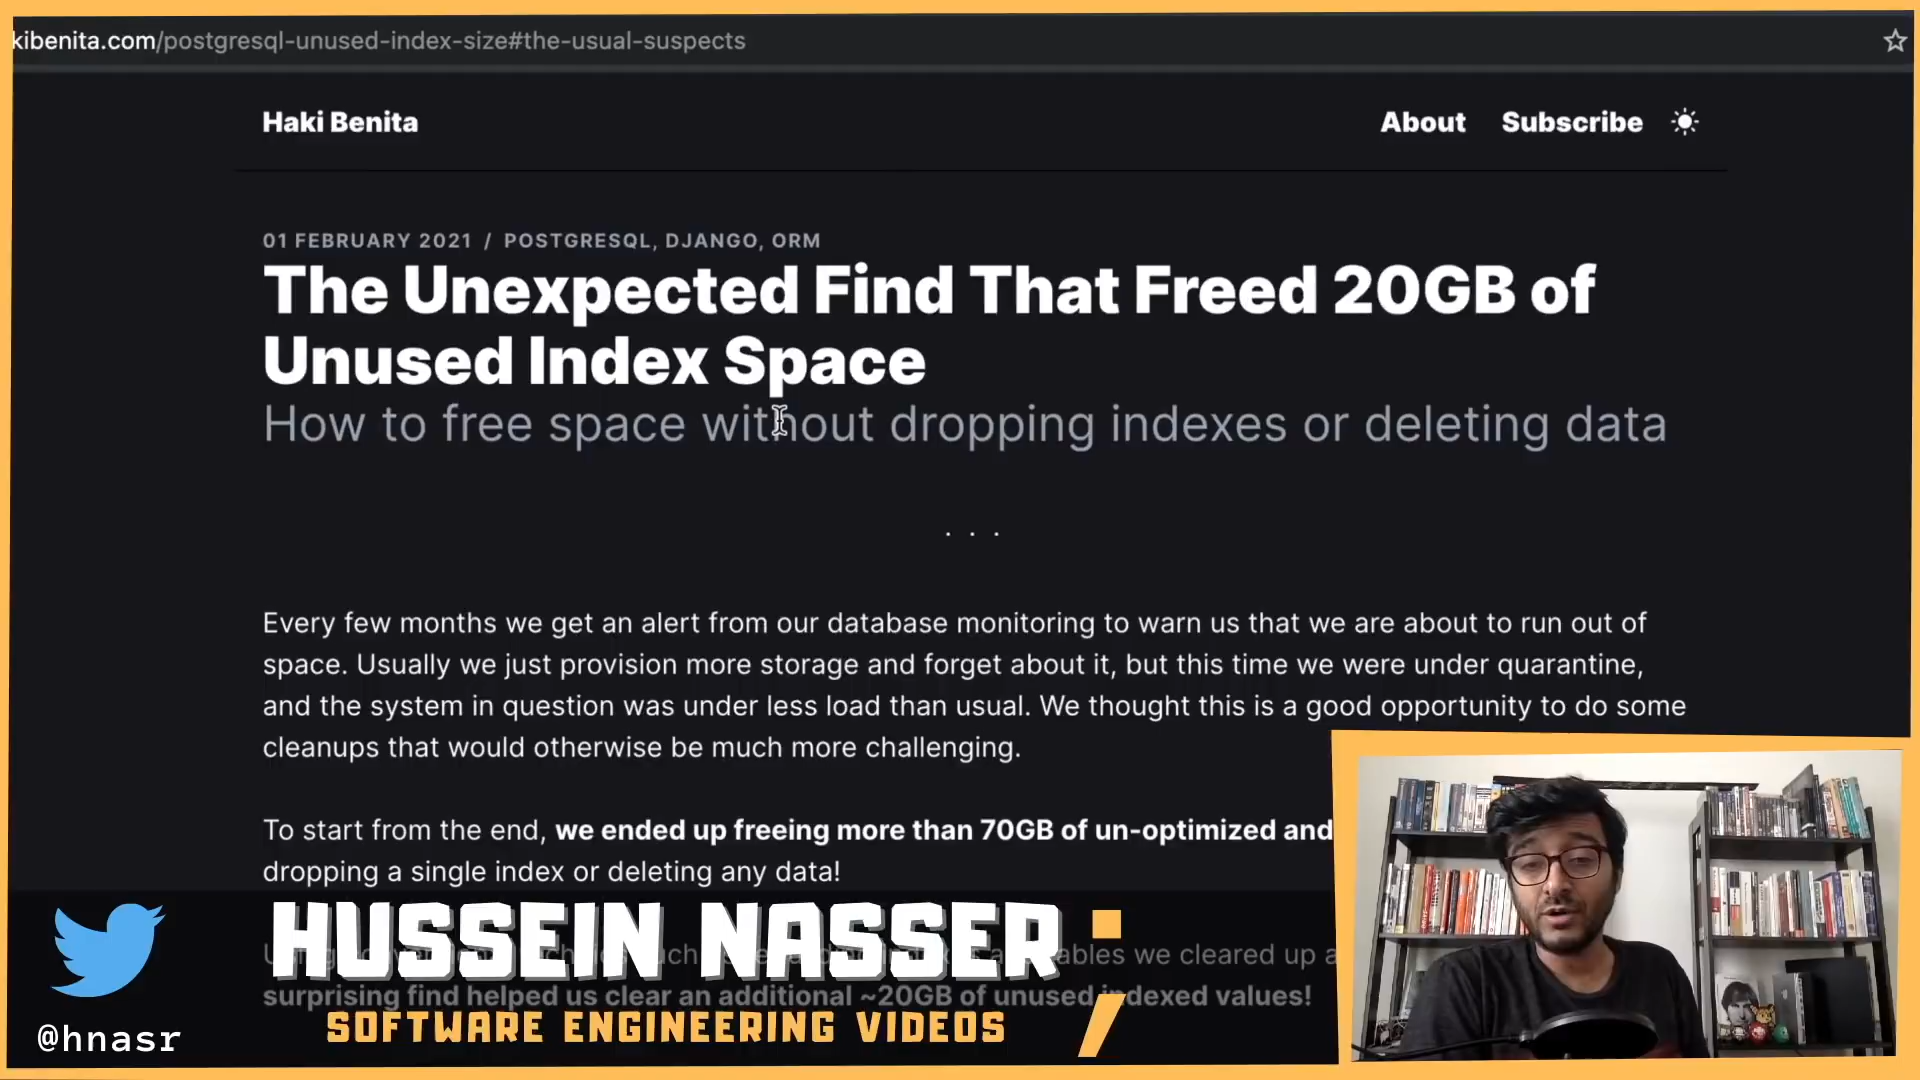 kibenita.com/postgresql-unused-index-size#the-usual-suspects
Haki Benita
About
Subscribe
01 FEBRUARY 2021 / POSTGRESQL, DJANGO, ORM
The Unexpected Find That Freed 20GB of
Unused Index Space
How to free space without dropping indexes or deleting data
. . .
Every few months we get an alert from our database monitoring to warn us that we are about to run out of
space. Usually we just provision more storage and forget about it, but this time we were under quarantine,
and the system in question was under less load than usual. We thought this is a good opportunity to do some
cleanups that would otherwise be much more challenging.
To start from the end, we ended up freeing more than 70GB of un-optimized and
dropping a single index or deleting any data!
we cleared up a
surprising find helped us clear an additional ~20GB of unused indexed values!
HUSSEIN NASSER
SOFTWARE ENGINEERING VIDEOS
;
@hnasr